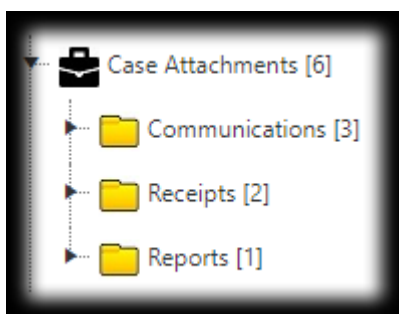 Case Attachments [6]
Communications [3]
Receipts [2]
Reports [1]